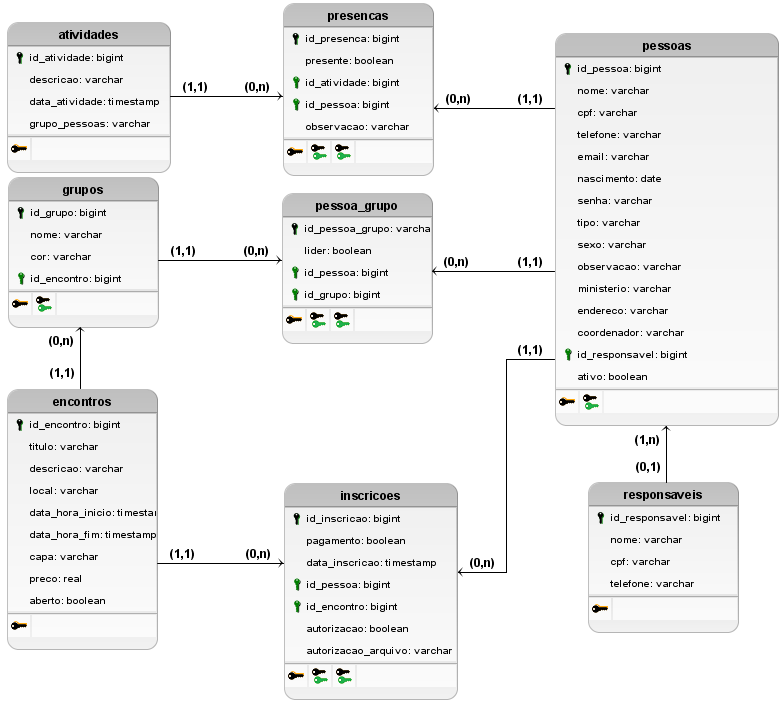 atividades
id_atividade: bigint
descricao: varchar
data_atividade: timestamp
grupo_pessoas: varchar
(1,1)
(0,n)
presencas
id_presenca: bigint
presente: boolean
id_atividade: bigint
id_pessoa: bigint
observacao: varchar
(0,n)
(1,1)
pessoas
id_pessoa: bigint
nome: varchar
cpf: varchar
telefone: varchar
email: varchar
nascimento: date
senha: varchar
tipo: varchar
sexo: varchar
observacao: varchar
ministerio: varchar
endereco: varchar
coordenador: varchar
id_responsavel: bigint
ativo: boolean
grupos
id_grupo: bigint
nome: varchar
cor: varchar
id_encontro: bigint
(1,1)
(0,n)
pessoa_grupo
id_pessoa_grupo: varcha
lider: boolean
id_pessoa: bigint
id_grupo: bigint
(0,n)
(1,1)
(0,n)
(1,1)
encontros
id_encontro: bigint
titulo: varchar
descricao: varchar
local: varchar
data_hora_inicio: timestar
data_hora_fim: timestamp
capa: varchar
preco: real
aberto: boolean
(1,1)
(0,n)
inscricoes
id_inscricao: bigint
pagamento: boolean
data_inscricao: timestamp
id_pessoa: bigint
id_encontro: bigint
autorizacao: boolean
autorizacao_arquivo: varchar
(1,1)
(0,n)
(1,n)
(0,1)
responsaveis
id_responsavel: bigint
nome: varchar
cpf: varchar
telefone: varchar